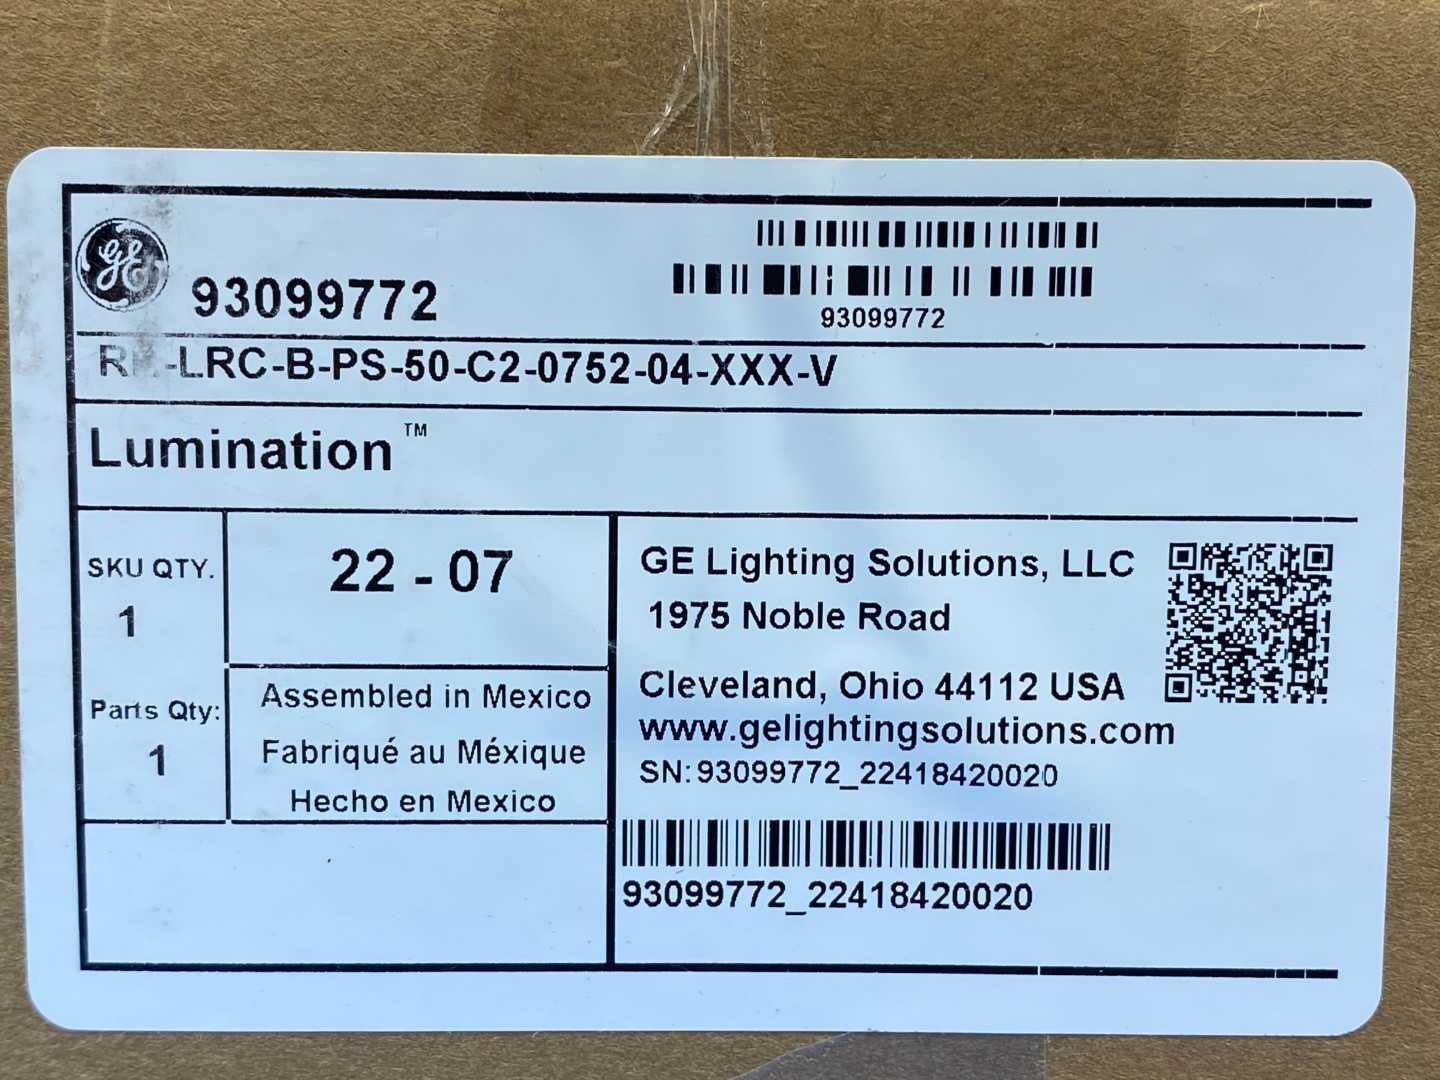 GE
93099772
93099772
-LRC-B-PS-50-C2-0752-04-XXX-V
Lumination™
SKU QTY.
1
Parts Qty:
1
22 - 07
Assembled in Mexico
Fabriqué au Méxique
Hecho en Mexico
GE Lighting Solutions, LLC
1975 Noble Road
Cleveland, Ohio 44112 USA
www.gelightingsolutions.com
SN: 93099772_22418420020
93099772_22418420020